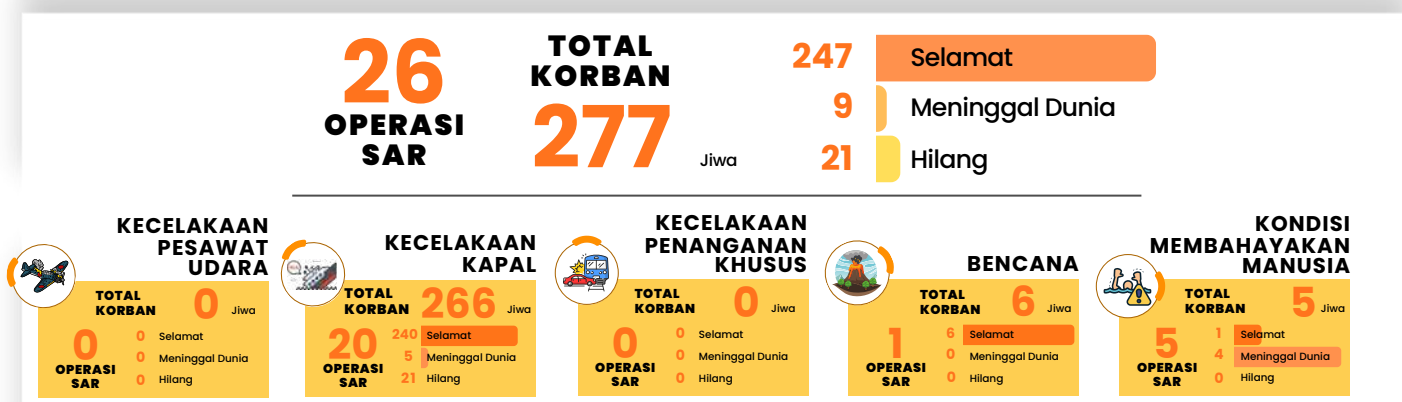 26
OPERASI
SAR
TOTAL
KORBAN
277 Jiwa
247 Selamat
9 Meninggal Dunia
21 Hilang
KECELAKAAN
PESAWAT
UDARA
TOTAL
KORBAN
0 Jiwa
0
OPERASI
SAR
0 Selamat
0 Meninggal Dunia
0 Hilang
KECELAKAAN
KAPAL
TOTAL
KORBAN
266 Jiwa
20
OPERASI
SAR
240 Selamat
5 Meninggal Dunia
21 Hilang
KECELAKAAN
PENANGANAN
KHUSUS
TOTAL
KORBAN
0 Jiwa
0
OPERASI
SAR
0 Selamat
0 Meninggal Dunia
0 Hilang
BENCANA
TOTAL
KORBAN
6 Jiwa
1
OPERASI
SAR
6 Selamat
0 Meninggal Dunia
0 Hilang
KONDISI
MEMBAHAYAKAN
MANUSIA
TOTAL
KORBAN
5 Jiwa
5
OPERASI
SAR
1 Selamat
4 Meninggal Dunia
0 Hilang